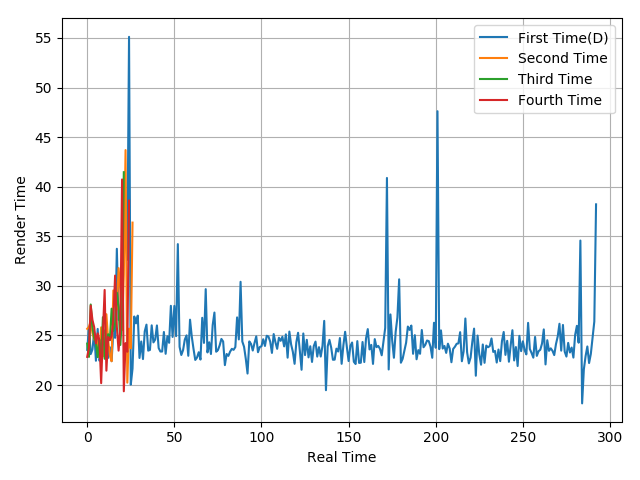 First Time(D)
Second Time
Third Time
Fourth Time
Render Time
55
50
45
40
35
30
25
20
0 50 100 150 200 250 300
Real Time